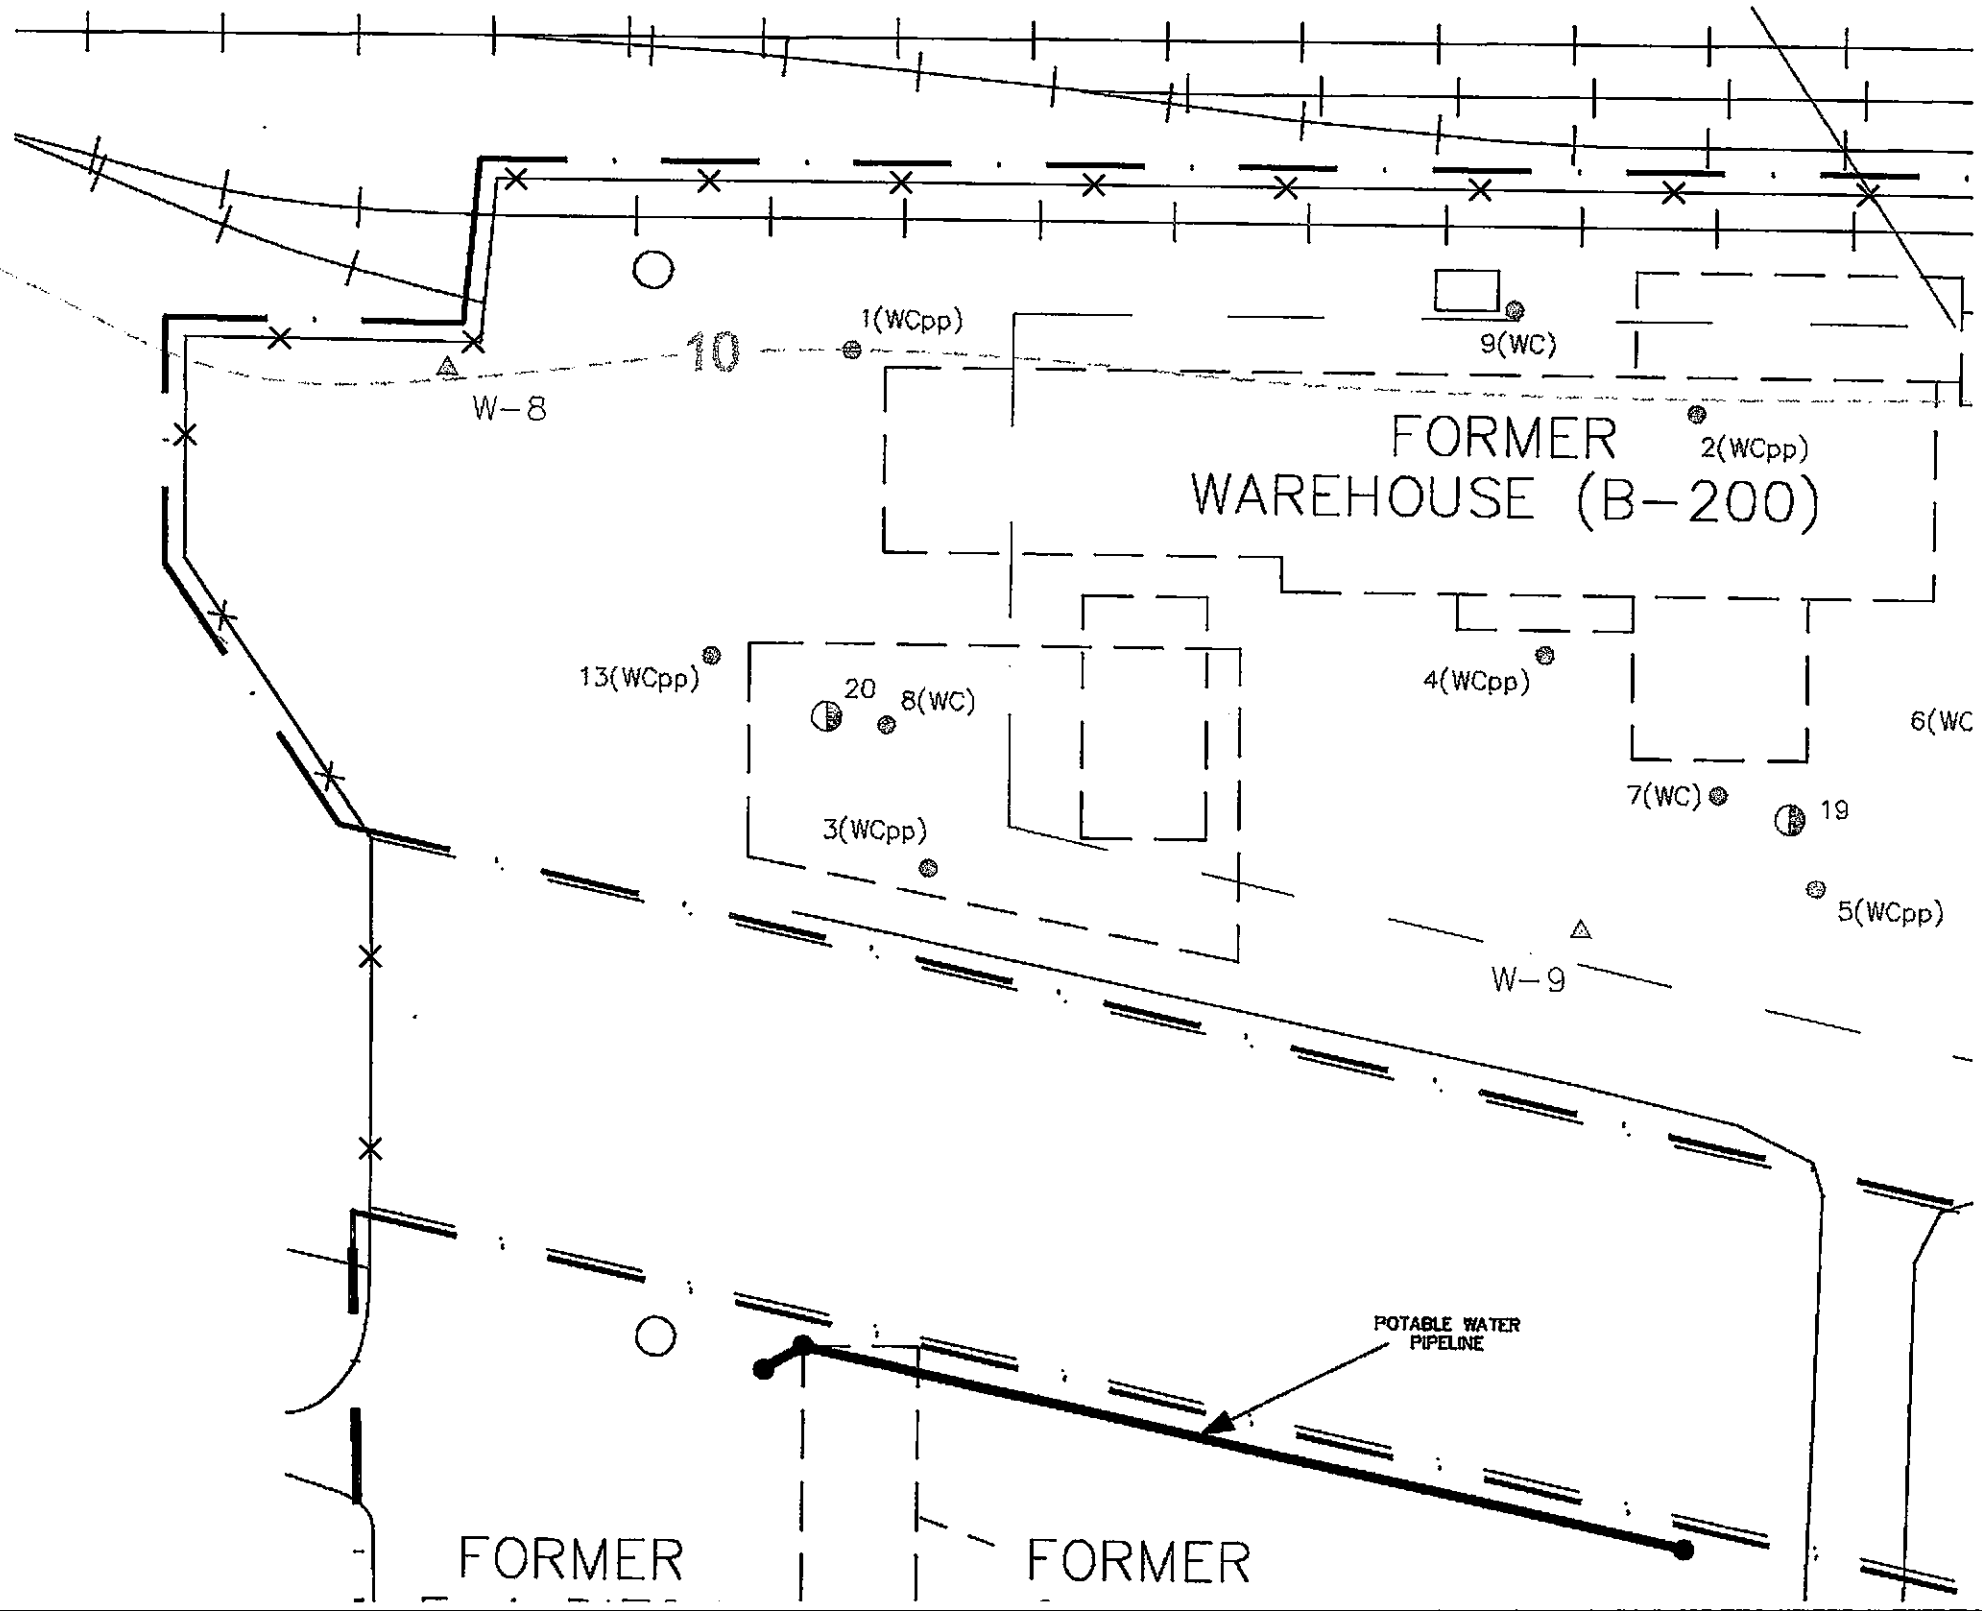 1(WCpp)
10
9(WC)
W-8
FORMER
WAREHOUSE (B-200)
2(WCpp)
13(WCpp)
20
8(WC)
4(WCpp)
6(WC
7(WC)
19
3(WCpp)
5(WCpp)
W-9
POTABLE WATER
PIPELINE
FORMER
FORMER